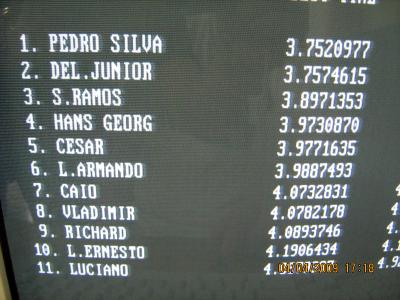 1. PEDRO SILVA 3.7520977
2. DEL.JUNIOR 3.7574615
3. S.RAMOS 3.8971353
4. HANS GEORG 3.9730870
5. CESAR 3.9771635
6. L.ARMANDO 3.9887493
7. CAIO 4.0732831
8. VLADIMIR 4.0782178
9. RICHARD 4.0893746
10. L.ERNESTO 4.1906434
11. LUCIANO
17:18